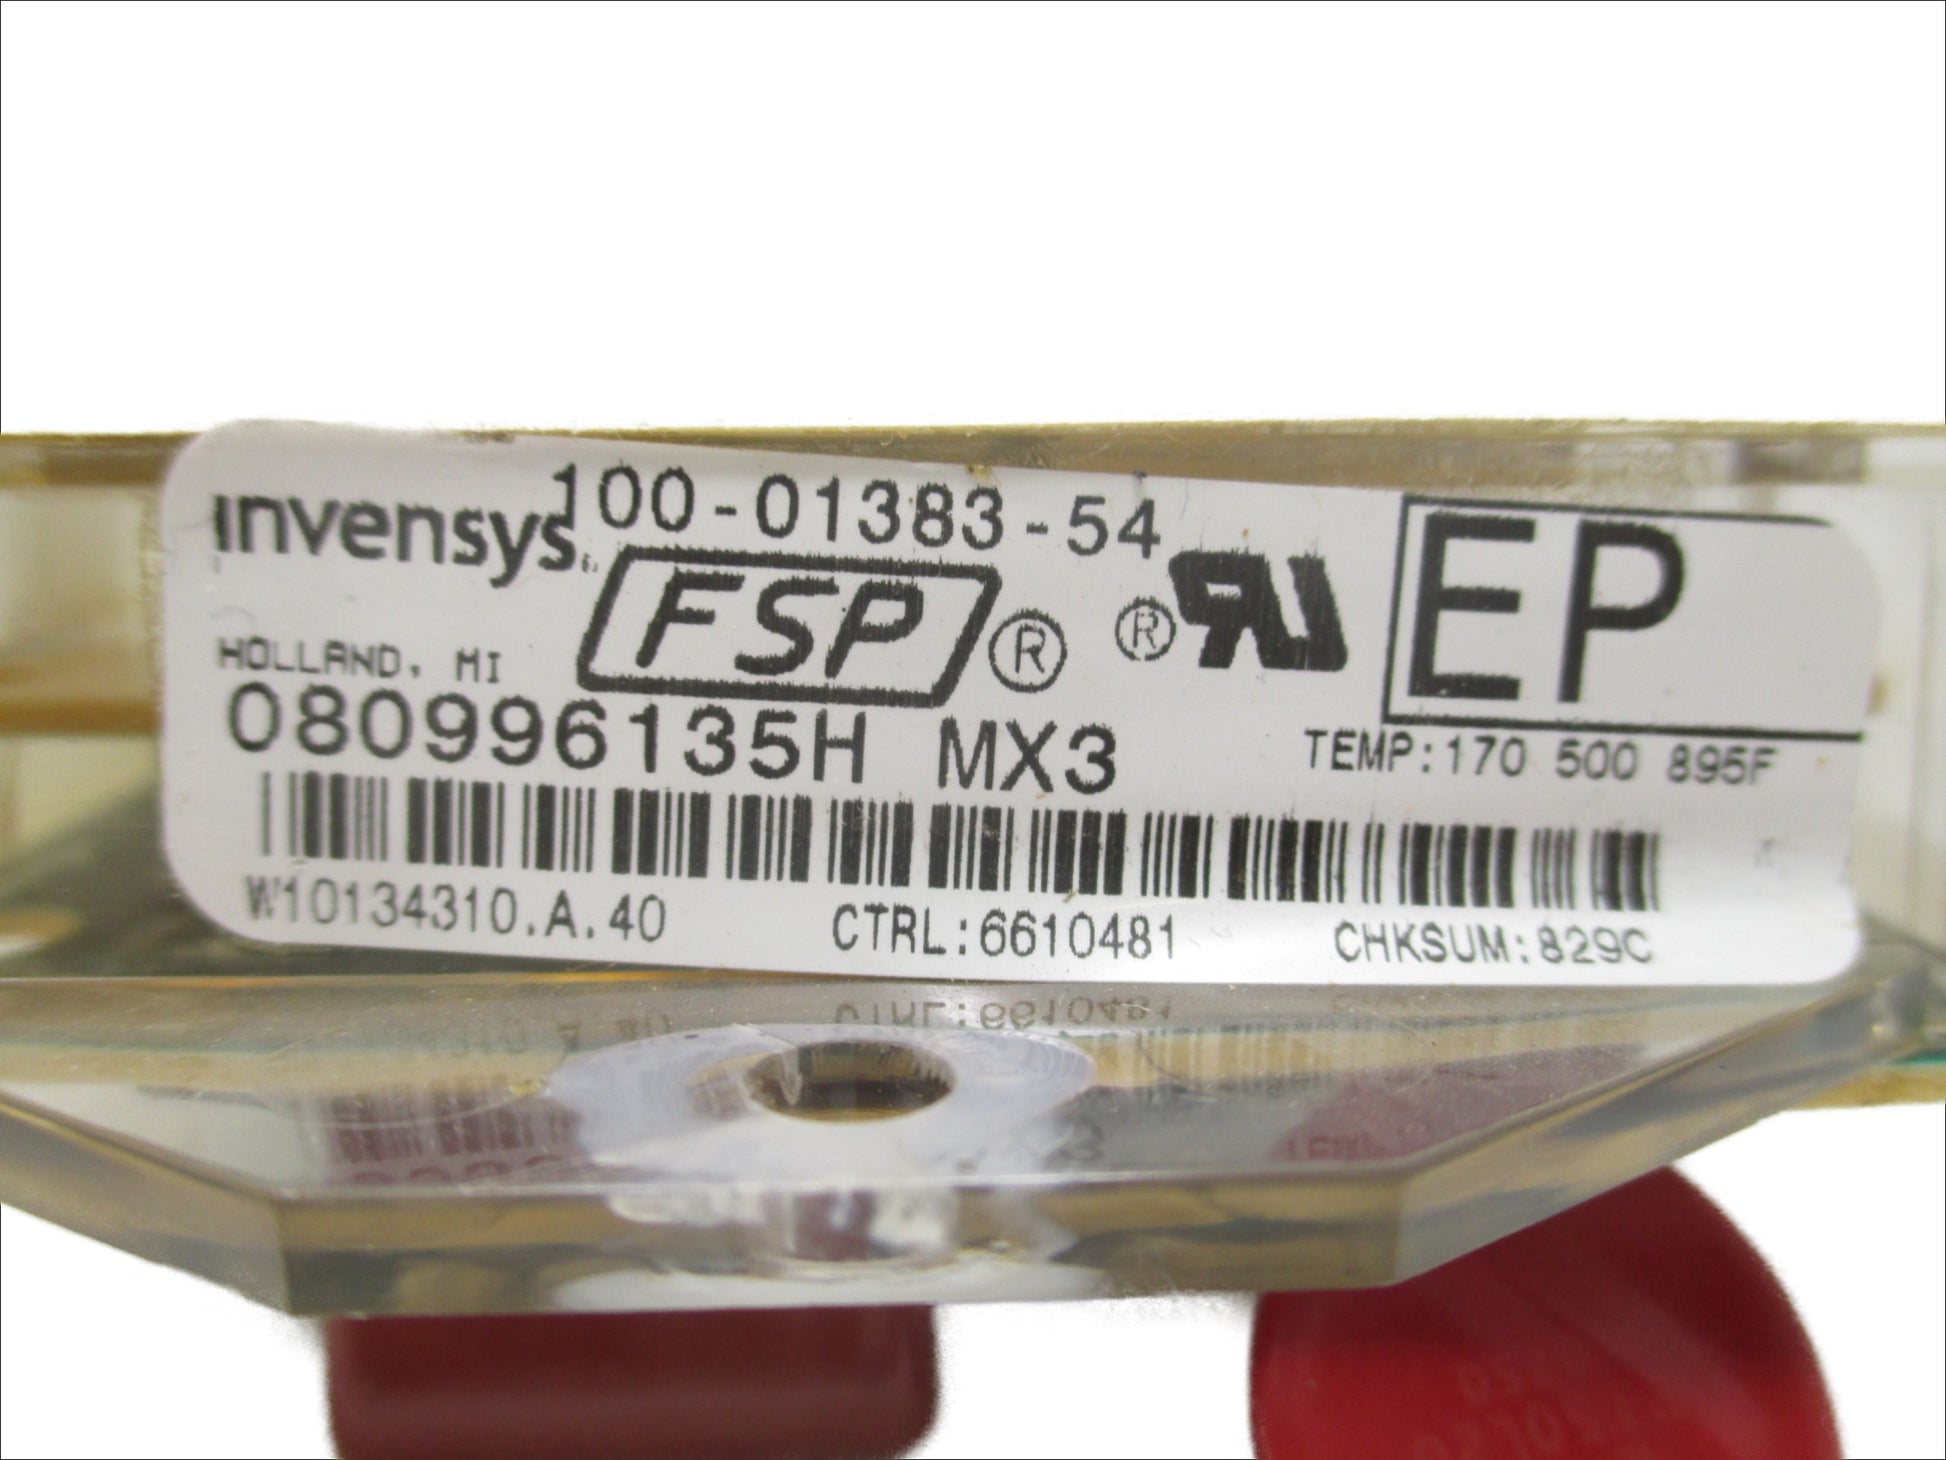 invensys 100-01383-54
FSP® ® RU EP
HOLLAND, MI
080996135H MX3
TEMP:170 500 895F
W10134310.A.40 CTRL:6610481 CHKSUM:829C